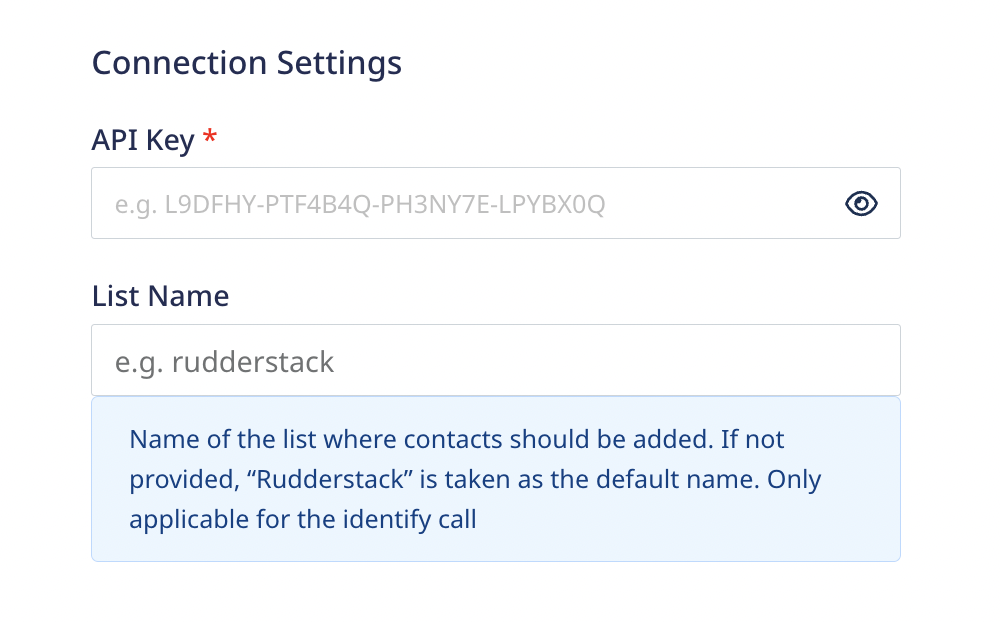 Connection Settings
API Key *
e.g. L9DFHY-PTF4B4Q-PH3NY7E-LPYBX0Q
List Name
e.g. rudderstack
Name of the list where contacts should be added. If not
provided, “Rudderstack” is taken as the default name. Only
applicable for the identify call